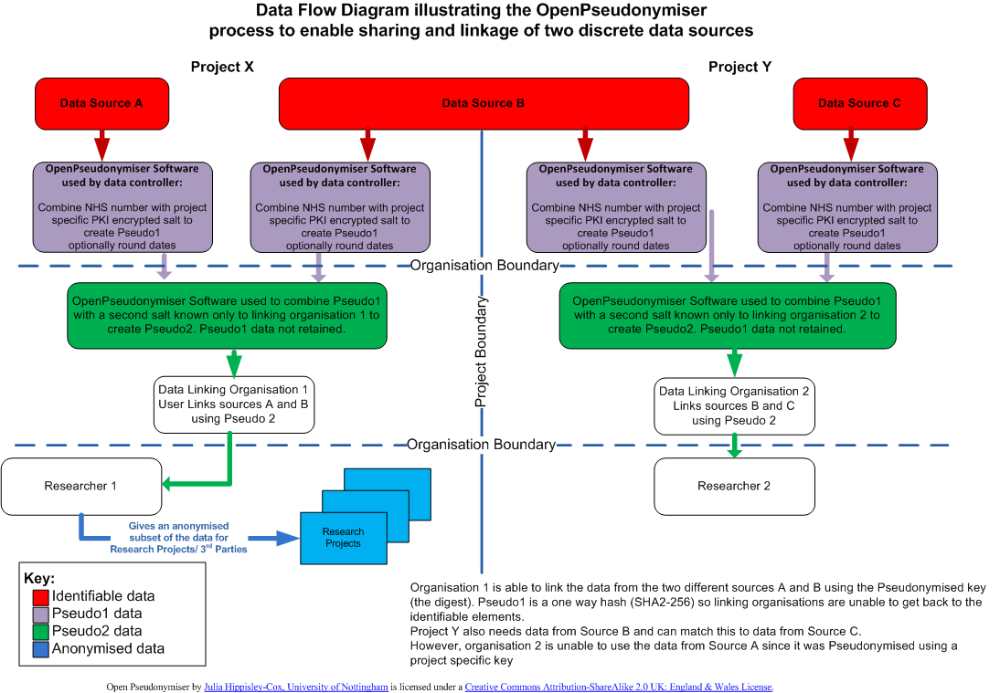 Data Flow Diagram illustrating the OpenPseudonymiser
process to enable sharing and linkage of two discrete data sources
Project X
Project Y
Data Source A
Data Source B
Data Source C
OpenPseudonymiser Software
used by data controller:
Combine NHS number with project
specific PKI encrypted salt to
create Pseudo1
optionally round dates
OpenPseudonymiser Software
used by data controller:
Combine NHS number with project
specific PKI encrypted salt to
create Pseudo1
optionally round dates
OpenPseudonymiser Software
used by data controller:
Combine NHS number with project
specific PKI encrypted salt to
create Pseudo1
optionally round dates
OpenPseudonymiser Software
used by data controller:
Combine NHS number with project
specific PKI encrypted salt to
create Pseudo1
optionally round dates
Organisation Boundary
OpenPseudonymiser Software used to combine Pseudo1
with a second salt known only to linking organisation 1 to
create Pseudo2. Pseudo1 data not retained.
Project Boundary
OpenPseudonymiser Software used to combine Pseudo1
with a second salt known only to linking organisation 2 to
create Pseudo2. Pseudo1 data not retained.
Data Linking Organisation 1
User Links sources A and B
using Pseudo 2
Data Linking Organisation 2
Links sources B and C
using Pseudo 2
Organisation Boundary
Researcher 1
Researcher 2
Gives an anonymised
subset of the data for
Research Projects/ 3rd Parties
Research
Projects
Key:
Identifiable data
Pseudo1 data
Pseudo2 data
Anonymised data
Organisation 1 is able to link the data from the two different sources A and B using the Pseudonymised key
(the digest). Pseudo1 is a one way hash (SHA2-256) so linking organisations are unable to get back to the
identifiable elements.
Project Y also needs data from Source B and can match this to data from Source C.
However, organisation 2 is unable to use the data from Source A since it was Pseudonymised using a
project specific key
Open Pseudonymiser by Julia Hippisley-Cox, University of Nottingham is licensed under a Creative Commons Attribution-ShareAlike 2.0 UK: England & Wales License.